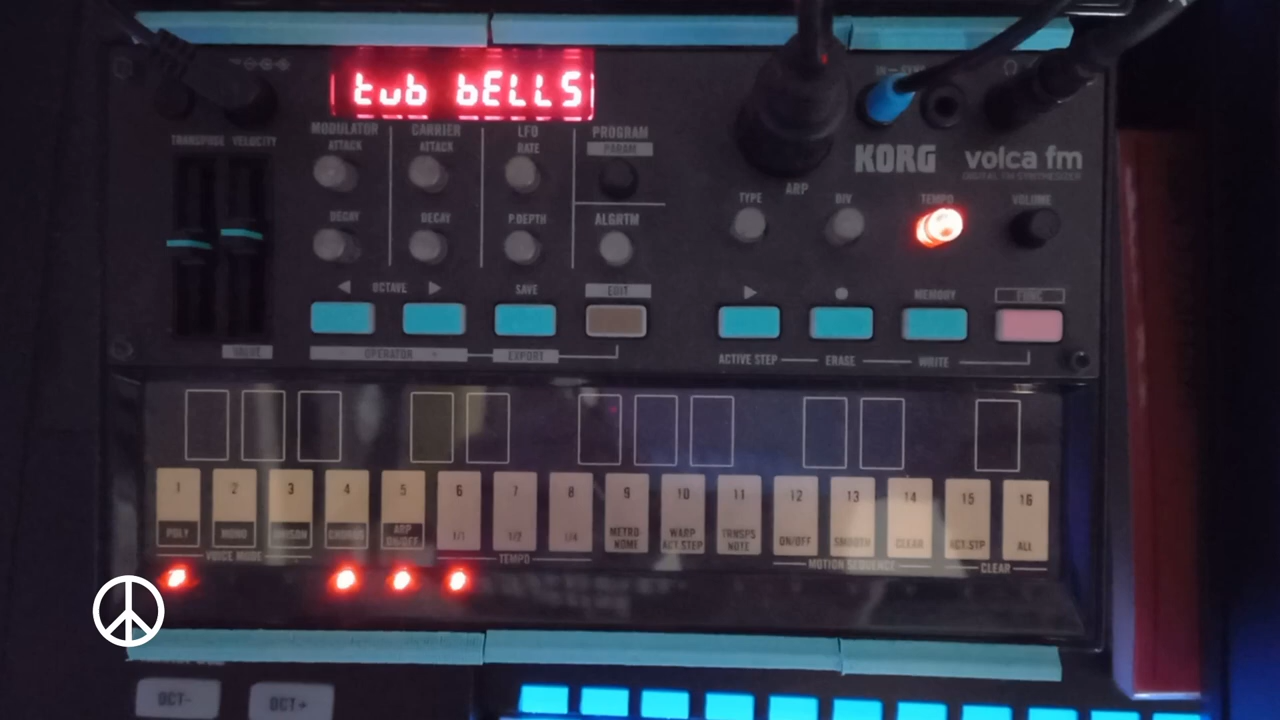 tub bELLS
TRANSPOSE VELOCITY
MODULATOR CARRIER LFO PROGRAM
ATTACK ATTACK RATE PARAM
KORG volca fm
DIGITAL FM SYNTHESIZER
ARP
TYPE DIV TEMPO VOLUME
DECAY DECAY P.DEPTH ALGRTM
OCTAVE SAVE EDIT MEMORY FUNC
VALUE - OPERATOR + EXPORT ACTIVE STEP ERASE WRITE
1 2 3 4 5 6 7 8 9 10 11 12 13 14 15 16
POLY MONO UNISON CHORUS ARP ON/OFF 1/1 1/2 1/4 METRO-NOME WARP ACT.STEP TRNSPS NOTE ON/OFF SMOOTH CLEAR ACT.STP ALL
VOICE MODE TEMPO MOTION SEQUENCE CLEAR
OCT- OCT+